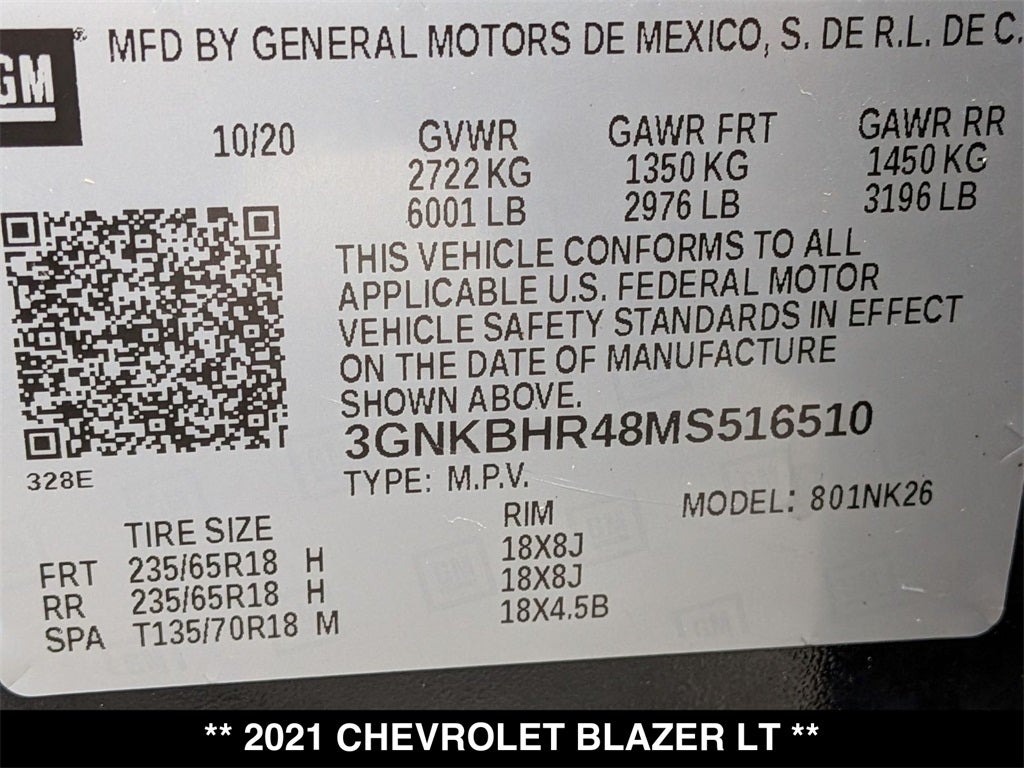 GM®
MFD BY GENERAL MOTORS DE MEXICO, S. DE R.L. DE C.
10/20 GVWR GAWR FRT GAWR RR
2722 KG 1350 KG 1450 KG
6001 LB 2976 LB 3196 LB
THIS VEHICLE CONFORMS TO ALL
APPLICABLE U.S. FEDERAL MOTOR
VEHICLE SAFETY STANDARDS IN EFFECT
ON THE DATE OF MANUFACTURE
SHOWN ABOVE.
3GNKBHR48MS516510
328E
TYPE: M.P.V.
MODEL: 801NK26
TIRE SIZE RIM
FRT 235/65R18 H 18X8J
RR 235/65R18 H 18X8J
SPA T135/70R18 M 18X4.5B
** 2021 CHEVROLET BLAZER LT **